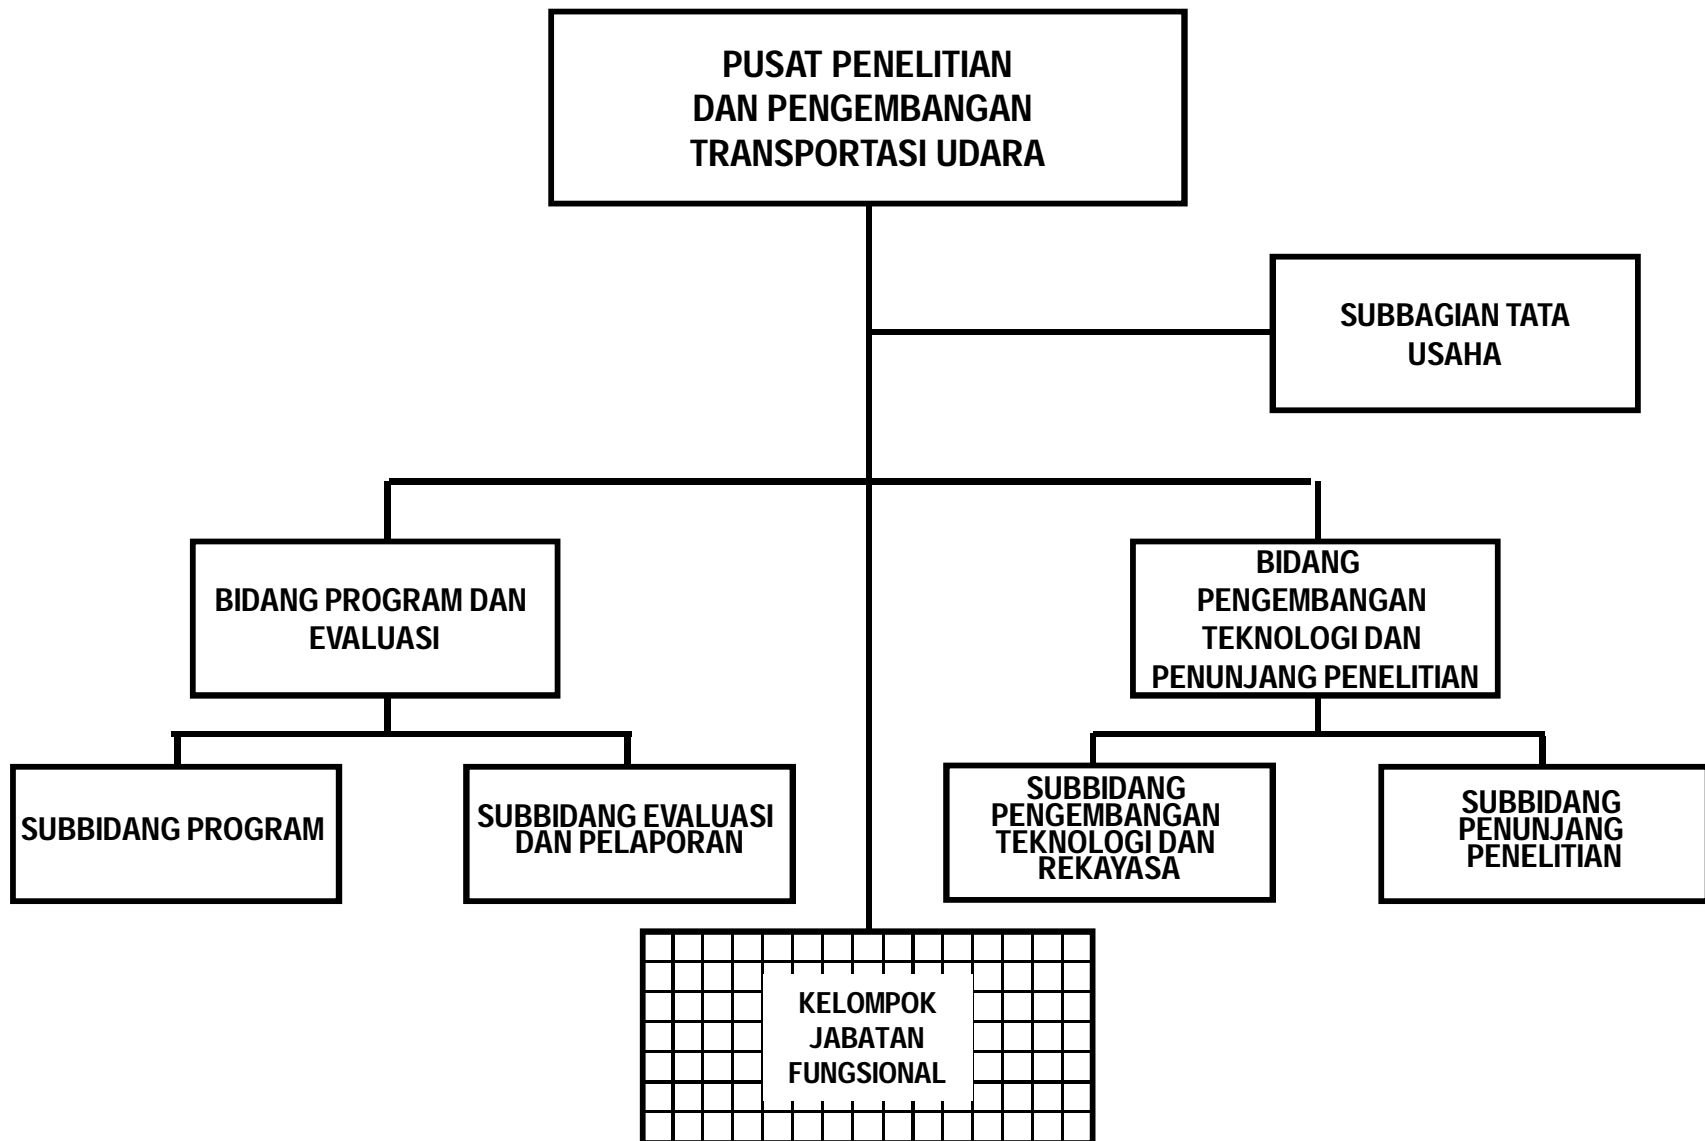 PUSAT PENELITIAN
DAN PENGEMBANGAN
TRANSPORTASI UDARA
SUBBAGIAN TATA
USAHA
BIDANG PROGRAM DAN
EVALUASI
BIDANG
PENGEMBANGAN
TEKNOLOGI DAN
PENUNJANG PENELITIAN
SUBBIDANG PROGRAM
SUBBIDANG EVALUASI
DAN PELAPORAN
SUBBIDANG
PENGEMBANGAN
TEKNOLOGI DAN
REKAYASA
SUBBIDANG
PENUNJANG
PENELITIAN
KELOMPOK
JABATAN
FUNGSIONAL